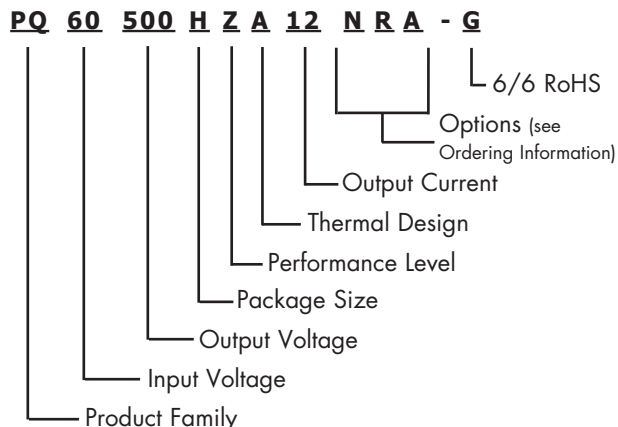 PQ 60 500 H Z A 12 N R A - G
6/6 RoHS
Options (see
Ordering Information)
Output Current
Thermal Design
Performance Level
Package Size
Output Voltage
Input Voltage
Product Family